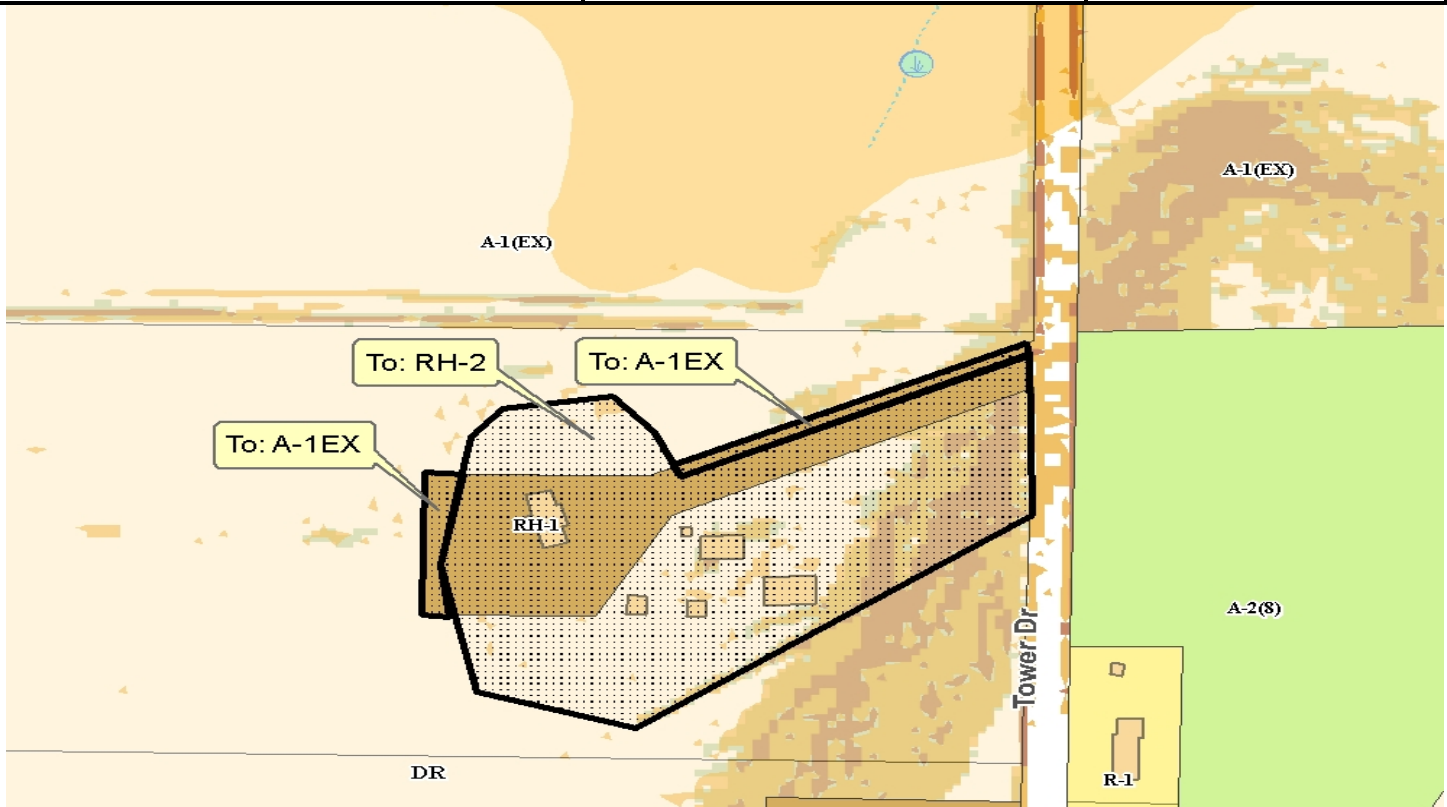 A-1(EX)
A-1(EX)
To: RH-2
To: A-1EX
To: A-1EX
RH-1
A-2(8)
Tower Dr
DR
R-1